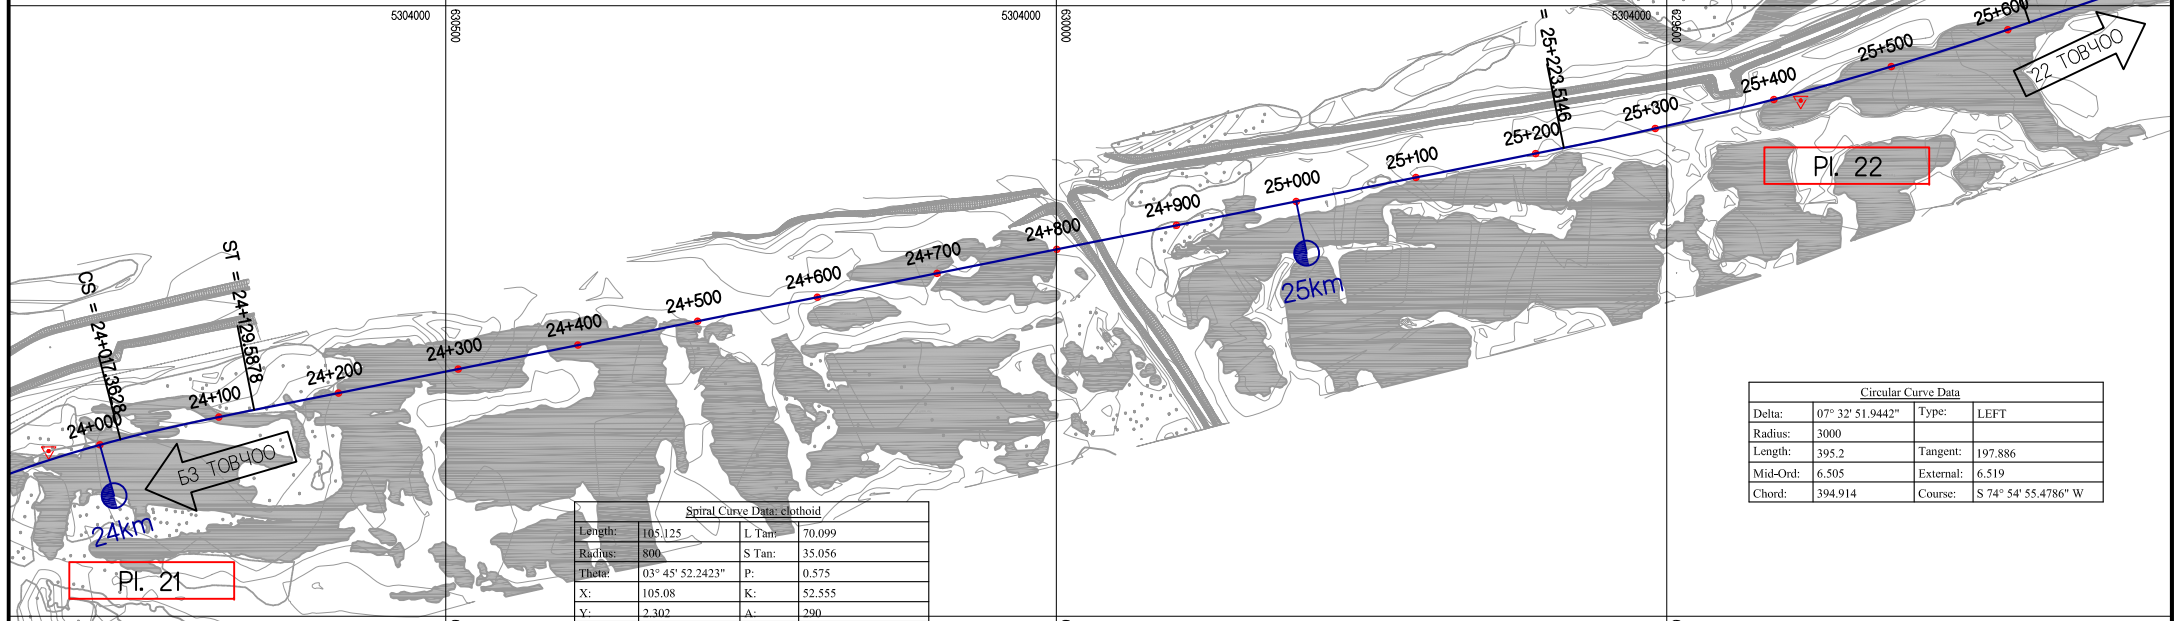 5304000
630500
5304000
630000
5304000
629500
= 25+223.5146
25+600
25+500
25+400
25+300
25+200
25+100
25+000
24+900
24+800
24+700
24+600
24+500
24+400
24+300
24+200
24+100
24+000
22 ТОВЧОО
Pl. 22
25km
ST = 24+129.5878
CS = 24+017.3628
БЗ ТОВЧОО
24km
Pl. 21
Spiral Curve Data: clothoid
Length: 105.125 L Tan: 70.099
Radius: 800 S Tan: 35.056
Theta: 03° 45' 52.2423" P: 0.575
X: 105.08 K: 52.555
Y: 2.302 A: 290
Circular Curve Data
Delta: 07° 32' 51.9442" Type: LEFT
Radius: 3000
Length: 395.2 Tangent: 197.886
Mid-Ord: 6.505 External: 6.519
Chord: 394.914 Course: S 74° 54' 55.4786" W